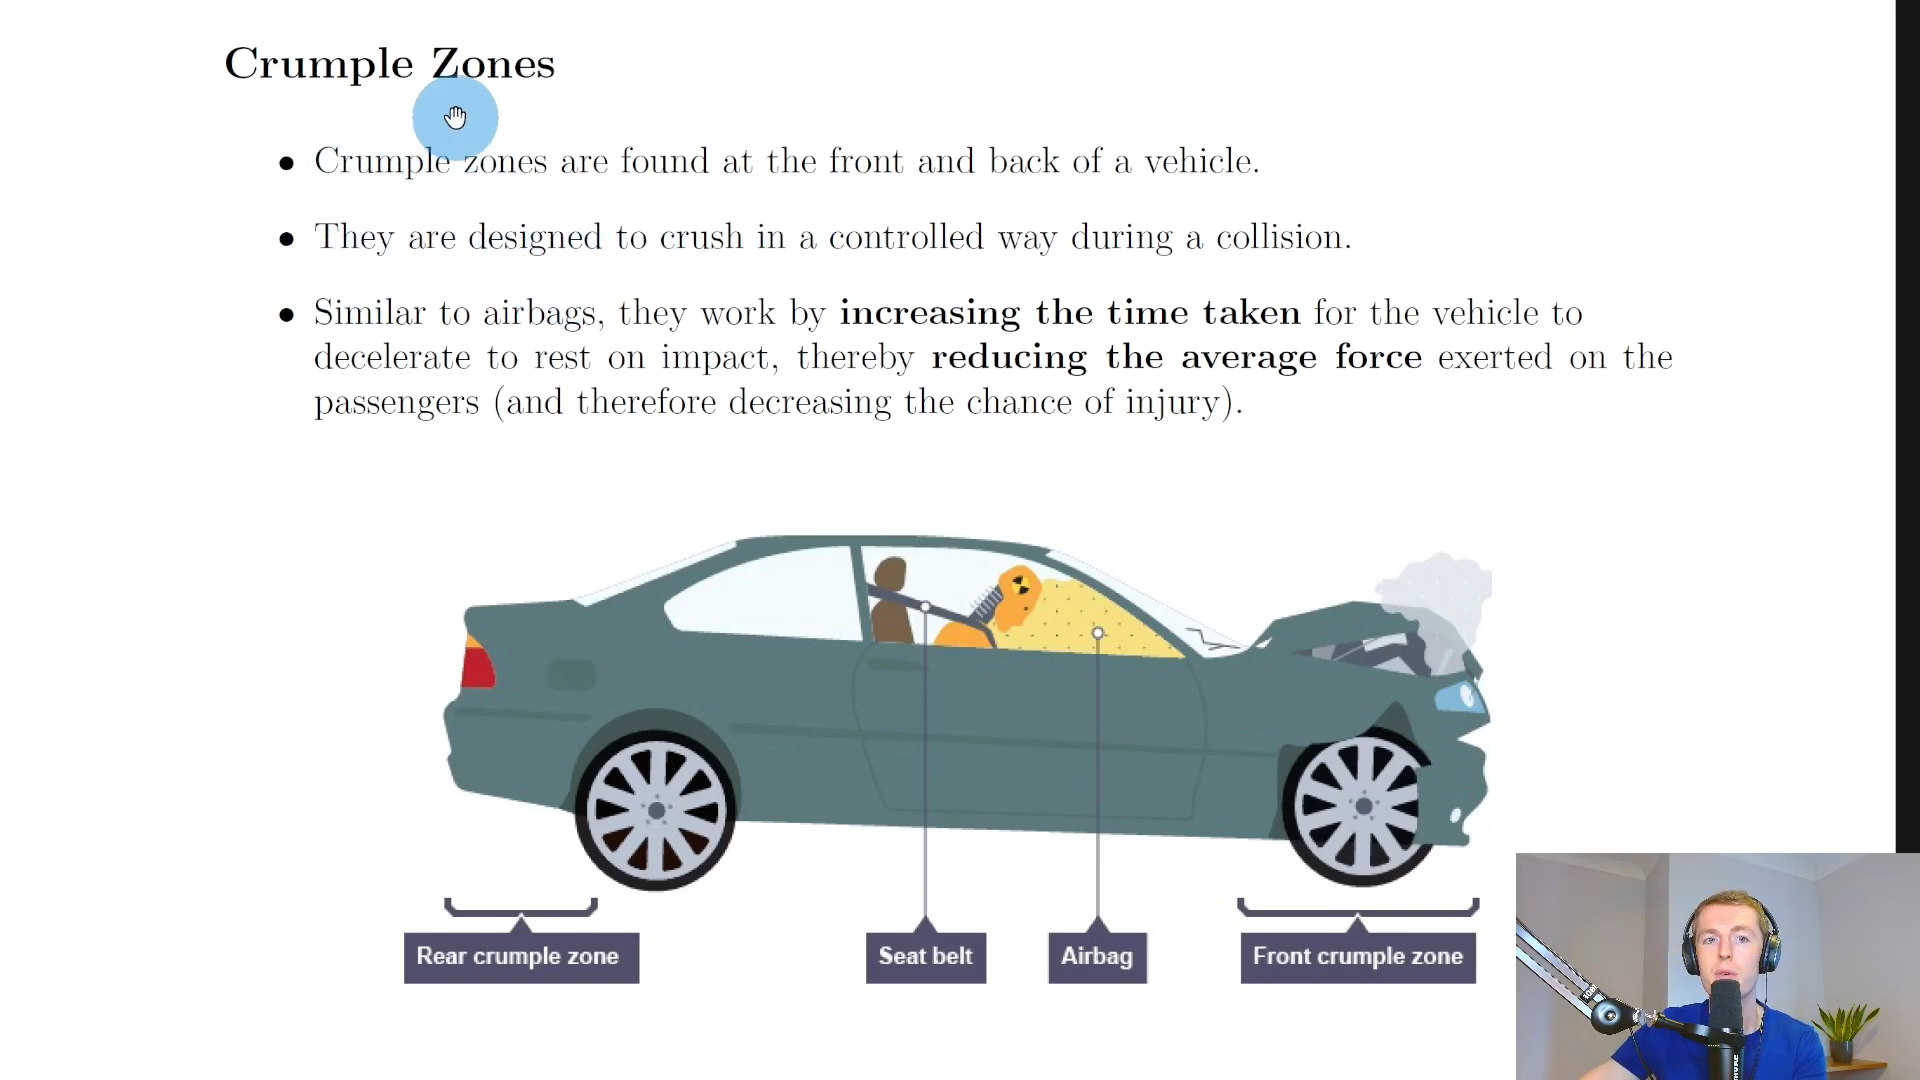 Crumple Zones
• Crumple zones are found at the front and back of a vehicle.
• They are designed to crush in a controlled way during a collision.
• Similar to airbags, they work by increasing the time taken for the vehicle to
decelerate to rest on impact, thereby reducing the average force exerted on the
passengers (and therefore decreasing the chance of injury).
Rear crumple zone
Seat belt
Airbag
Front crumple zone